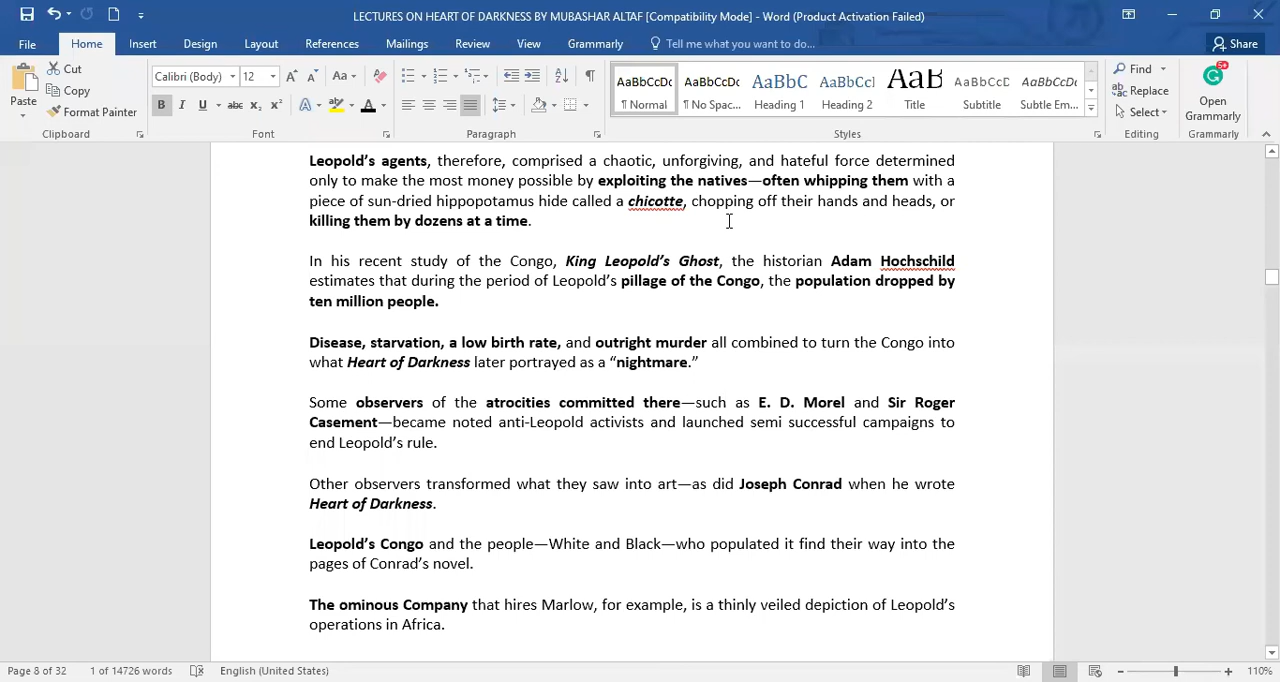 LECTURES ON HEART OF DARKNESS BY MUBASHAR ALTAF [Compatibility Mode] - Word (Product Activation Failed)
File Home Insert Design Layout References Mailings Review View Grammarly Tell me what you want to do... Share
Paste
Cut
Copy
Format Painter
Calibri (Body) 12
Aa
B I U abc X₂ X² A A
¶
AaBbCcDc AaBbCcDc AaBbC AaBbCcl AaB AaBbCcD AaBbCcDc
¶ Normal ¶ No Spac... Heading 1 Heading 2 Title Subtitle Subtle Em...
Find
Replace
Select
Open
Grammarly
Clipboard Font Paragraph Styles Editing Grammarly
Leopold’s agents, therefore, comprised a chaotic, unforgiving, and hateful force determined
only to make the most money possible by exploiting the natives—often whipping them with a
piece of sun-dried hippopotamus hide called a chicotte, chopping off their hands and heads, or
killing them by dozens at a time.
In his recent study of the Congo, King Leopold’s Ghost, the historian Adam Hochschild
estimates that during the period of Leopold’s pillage of the Congo, the population dropped by
ten million people.
Disease, starvation, a low birth rate, and outright murder all combined to turn the Congo into
what Heart of Darkness later portrayed as a “nightmare.”
Some observers of the atrocities committed there—such as E. D. Morel and Sir Roger
Casement—became noted anti-Leopold activists and launched semi successful campaigns to
end Leopold’s rule.
Other observers transformed what they saw into art—as did Joseph Conrad when he wrote
Heart of Darkness.
Leopold’s Congo and the people—White and Black—who populated it find their way into the
pages of Conrad’s novel.
The ominous Company that hires Marlow, for example, is a thinly veiled depiction of Leopold’s
operations in Africa.
Page 8 of 32 1 of 14726 words English (United States) 110%